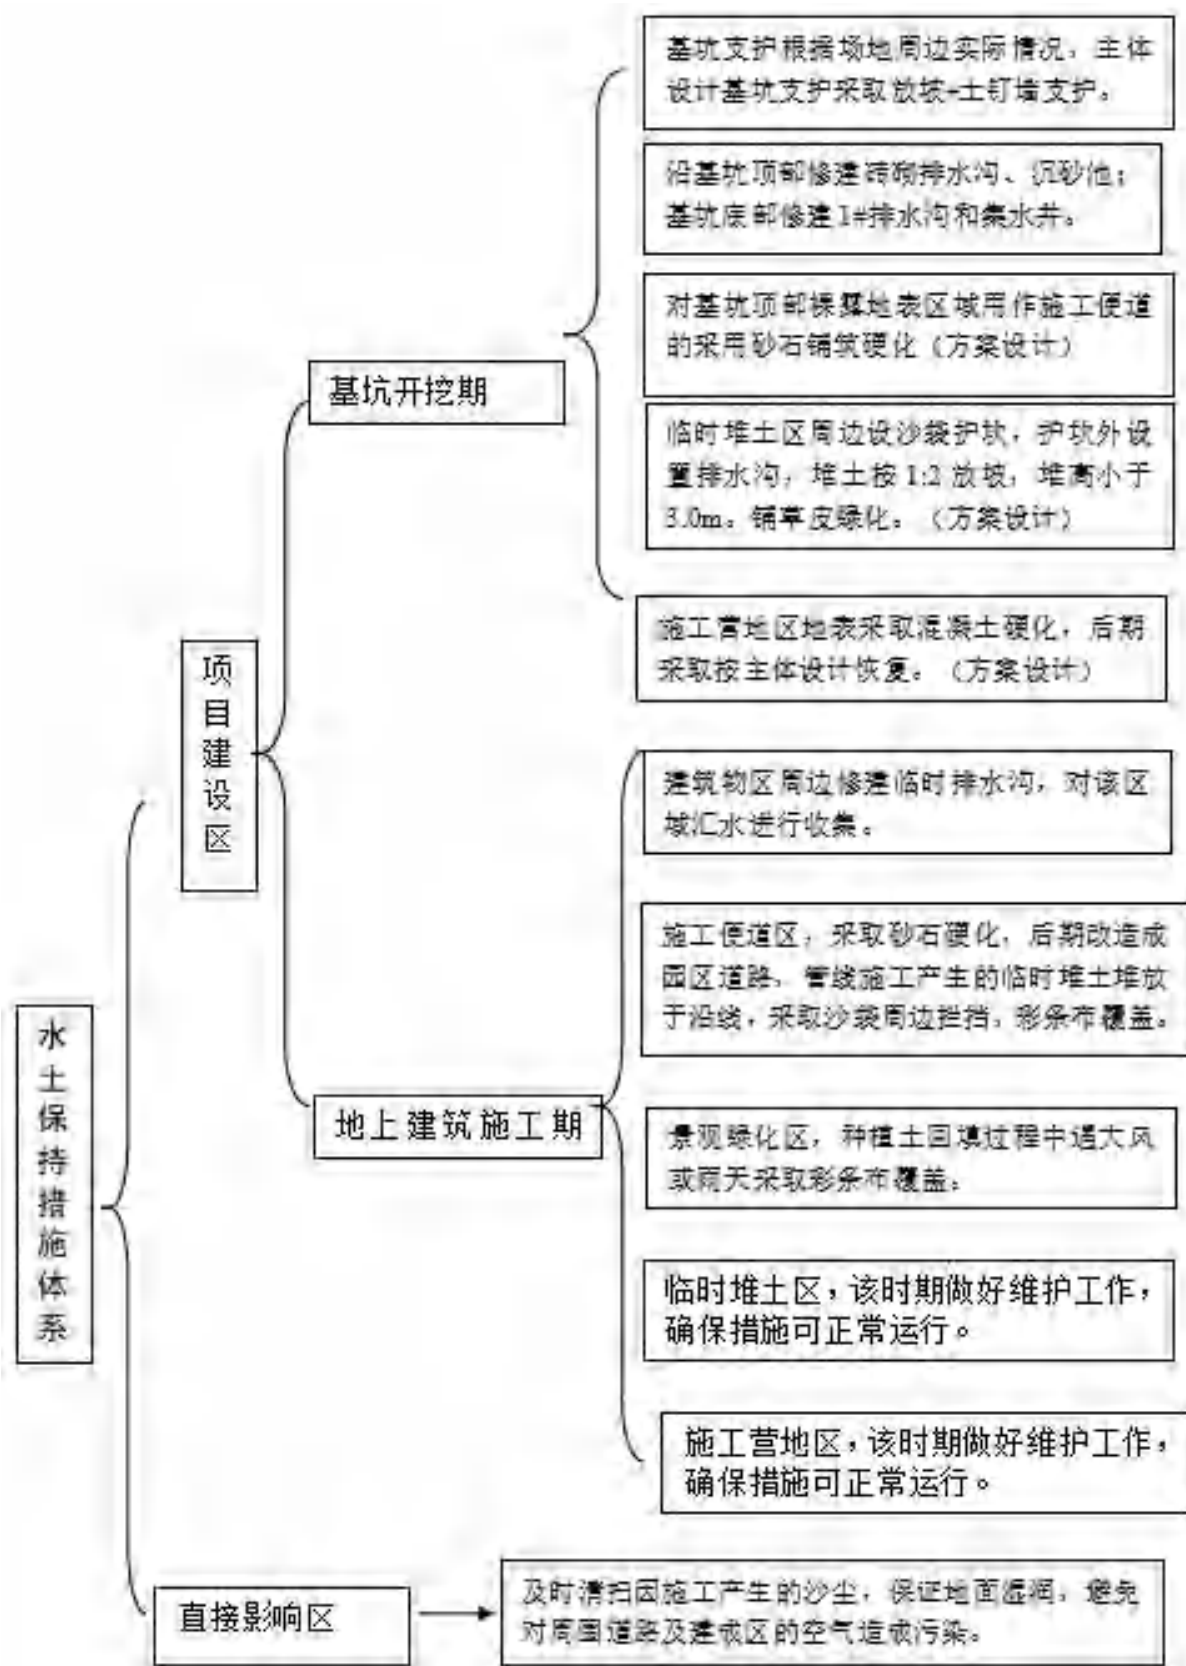 水土保持措施体系
项目建设区
基坑开挖期
基坑支护根据场地周边实际情况，主体
设计基坑支护采取放坡+土钉墙支护。
沿基坑顶部修建砖砌排水沟、沉砂池；
基坑底部修建1#排水沟和集水井。
对基坑顶部裸露地表区域用作施工便道
的采用砂石铺筑硬化（方案设计）
临时堆土区周边设沙袋护坎，护坎外设
置排水沟，堆土按 1:2 放坡，堆高小于
3.0m。铺草皮绿化。（方案设计）
施工营地区地表采取混凝土硬化，后期
采取按主体设计恢复。（方案设计）
地上建筑施工期
建筑物区周边修建临时排水沟，对该区
域汇水进行收集。
施工便道区，采取砂石硬化，后期改造成
园区道路，管线施工产生的临时堆土堆放
于沿线，采取沙袋周边拦挡，彩条布覆盖。
景观绿化区，种植土回填过程中遇大风
或雨天采取彩条布覆盖。
临时堆土区，该时期做好维护工作，
确保措施可正常运行。
施工营地区，该时期做好维护工作，
确保措施可正常运行。
直接影响区
及时清扫因施工产生的沙尘，保证地面湿润，避免
对周围道路及建成区的空气造成污染。